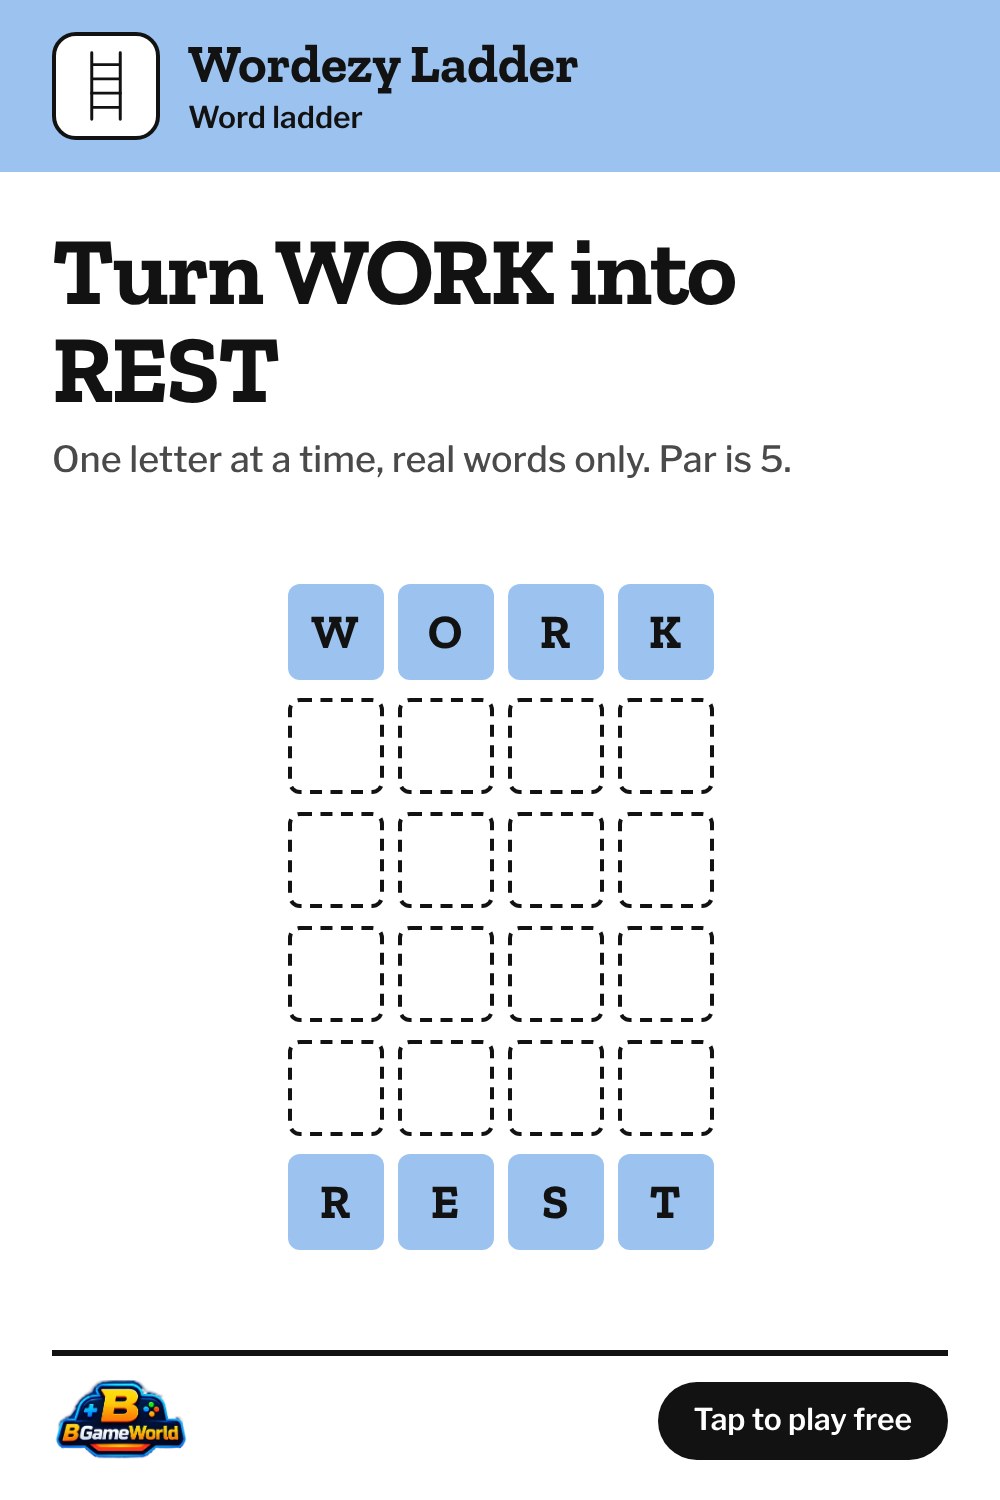 Wordezy Ladder
Word ladder
Turn WORK into
REST
One letter at a time, real words only. Par is 5.
W O R K
R E S T
B
BGameWorld
Tap to play free